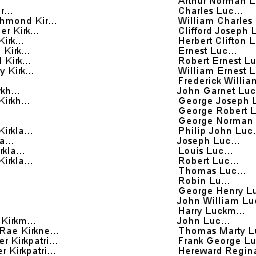 Arthur Norman L
r... Charles Luc...
hmond Kir... William Charles
er Kirk... Clifford Joseph L
Kirk... Herbert Clifton L
Kirk... Ernest Luc...
l Kirk... Robert Ernest Lu
y Kirk... William Ernest L
Frederick William
rkh... John Garnet Luc
Kirkh... George Joseph L
George Robert L
George Norman
Kirkla... Philip John Luc.
a... Joseph Luc...
rkla... Louis Luc...
Kirkla... Robert Luc...
Thomas Luc...
Robin Lu...
George Henry Lu
John William Luc
Harry Luckm...
Kirkm... John Luc...
Rae Kirkne... Thomas Marty Lu
er Kirkpatri... Frank George Lu
er Kirkpatri... Hereward Regina